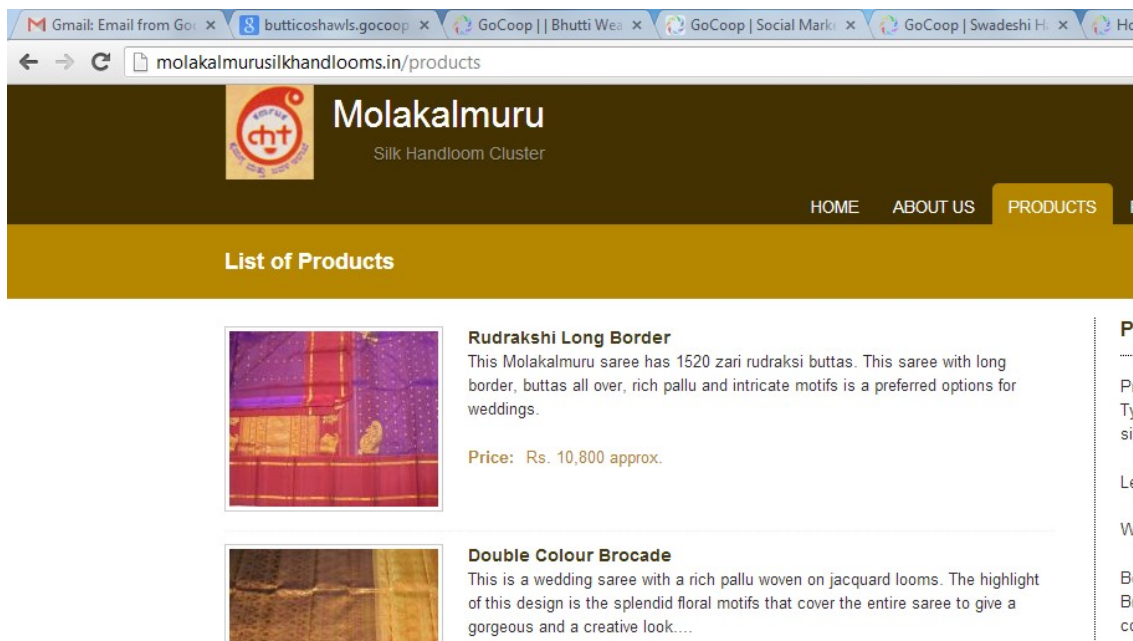 Gmail: Email from Goo
butticoshawls.gocoop
GoCoop | | Bhutti Wea
GoCoop | Social Marke
GoCoop | Swadeshi Ha
Ho
molakalmurusilkhandlooms.in/products
Molakalmuru
Silk Handloom Cluster
HOME ABOUT US PRODUCTS
List of Products
Rudrakshi Long Border
This Molakalmuru saree has 1520 zari rudraksi buttas. This saree with long
border, buttas all over, rich pallu and intricate motifs is a preferred options for
weddings.
Price: Rs. 10,800 approx.
Double Colour Brocade
This is a wedding saree with a rich pallu woven on jacquard looms. The highlight
of this design is the splendid floral motifs that cover the entire saree to give a
gorgeous and a creative look....